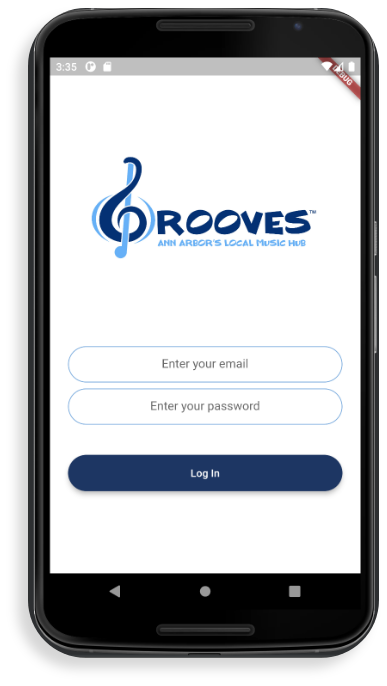 3:35
DEBUG
GROOVES™
ANN ARBOR'S LOCAL MUSIC HUB
Enter your email
Enter your password
Log In